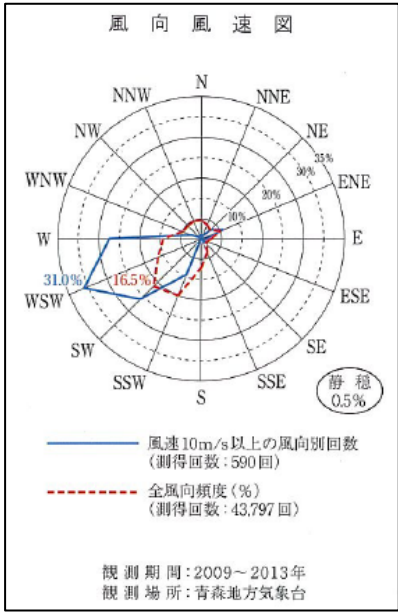 風向風速図
N
NNW
NNE
NW
NE
35%
30%
WNW
ENE
20%
10%
W
E
31.0%
16.5%
WSW
ESE
SW
SE
SSW
SSE
S
静穏
0.5%
風速10m/s以上の風向別回数
(測得回数:590回)
全風向頻度(%)
(測得回数:43,797回)
観測期間:2009~2013年
観測場所:青森地方気象台